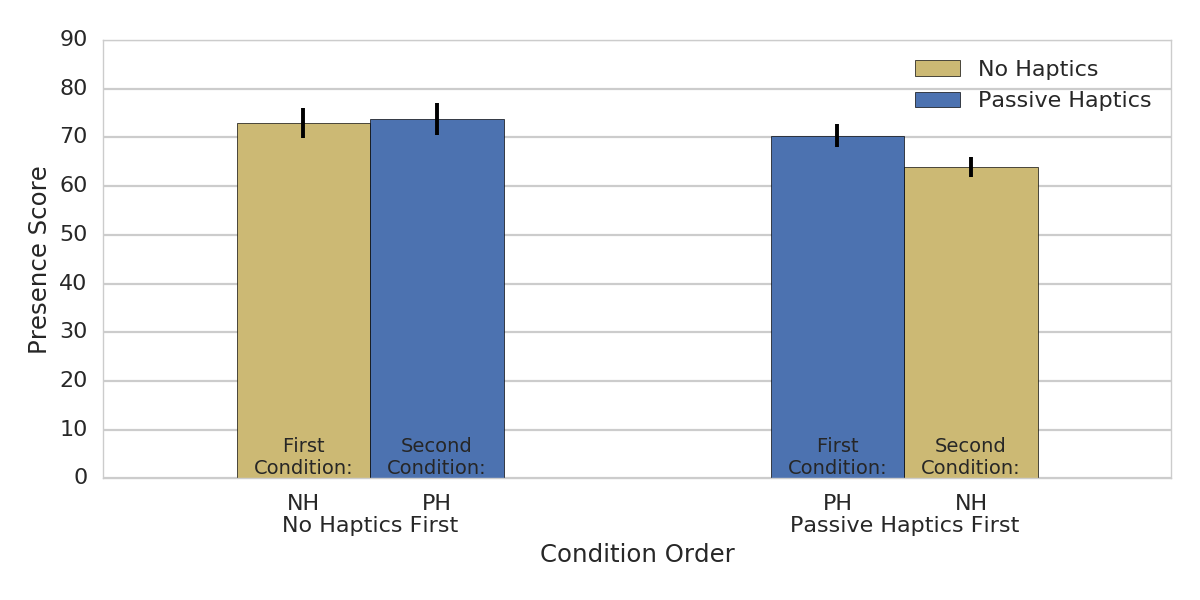 90
80
70
60
50
40
30
20
10
0
Presence Score
No Haptics
Passive Haptics
First
Condition:
Second
Condition:
First
Condition:
Second
Condition:
NH
PH
PH
NH
No Haptics First
Passive Haptics First
Condition Order